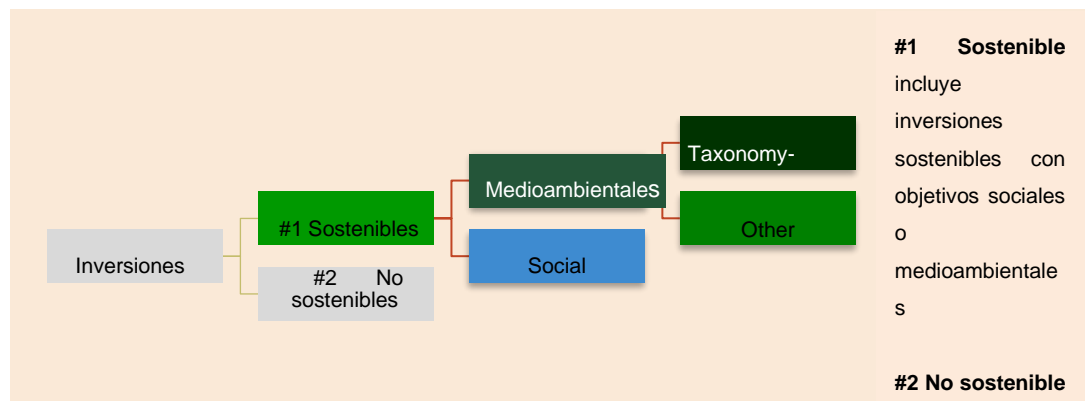 Inversiones
#1 Sostenibles
#2 No
sostenibles
Medioambientales
Social
Taxonomy-
Other
#1 Sostenible
incluye
inversiones
sostenibles con
objetivos sociales
o
medioambientale
s
#2 No sostenible